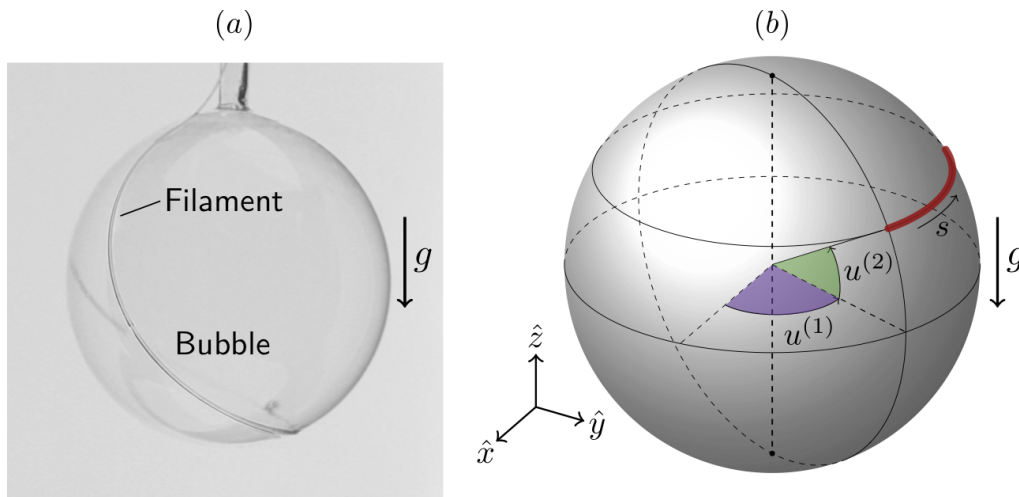 (a)
Filament
g
Bubble
(b)
s
u^{(2)}
g
u^{(1)}
ẑ
x̂
ŷ